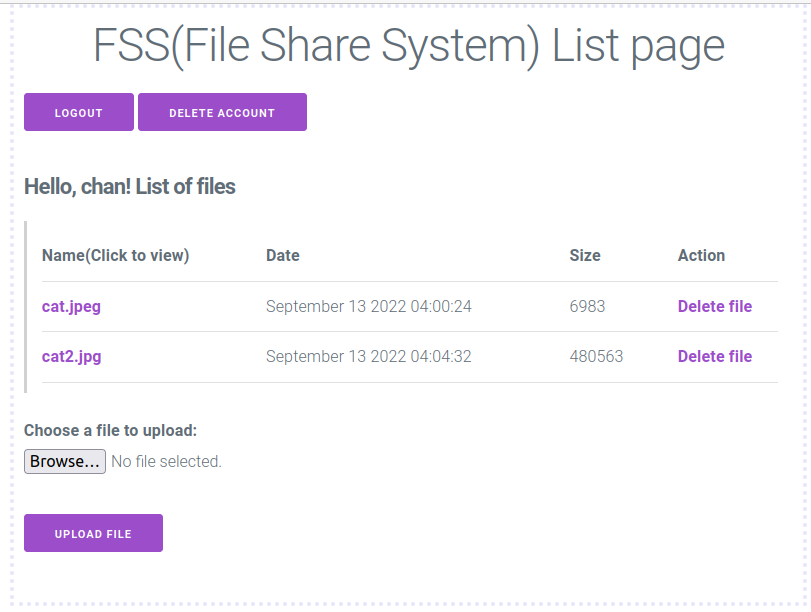 FSS(File Share System) List page
LOGOUT DELETE ACCOUNT
Hello, chan! List of files
Name(Click to view) Date Size Action
cat.jpeg September 13 2022 04:00:24 6983 Delete file
cat2.jpg September 13 2022 04:04:32 480563 Delete file
Choose a file to upload:
Browse... No file selected.
UPLOAD FILE